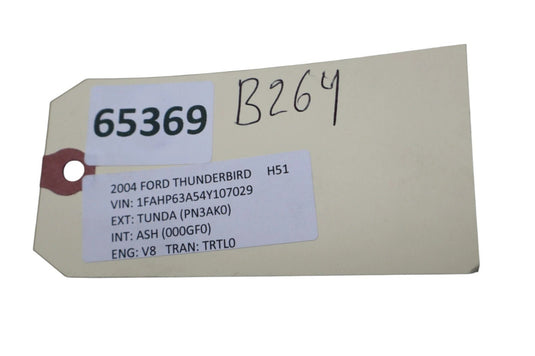 65369
B264
2004 FORD THUNDERBIRD H51
VIN: 1FAHP63A54Y107029
EXT: TUNDA (PN3AK0)
INT: ASH (000GF0)
ENG: V8 TRAN: TRTL0